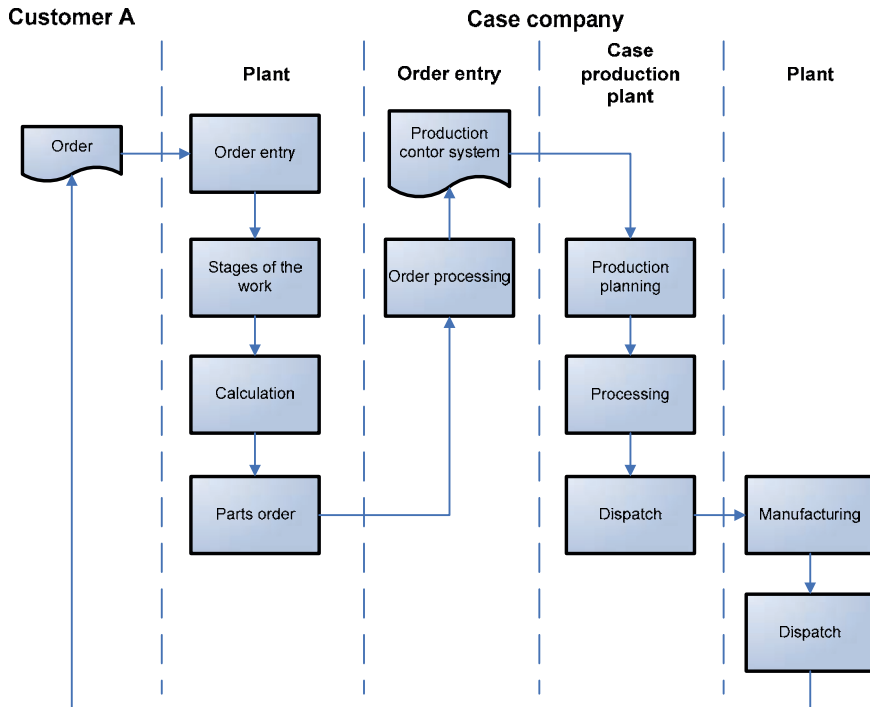 Customer A
Case company
Plant
Order entry
Case
production
plant
Plant
Order
Order entry
Production
contor system
Stages of the
work
Order processing
Production
planning
Calculation
Processing
Parts order
Dispatch
Manufacturing
Dispatch